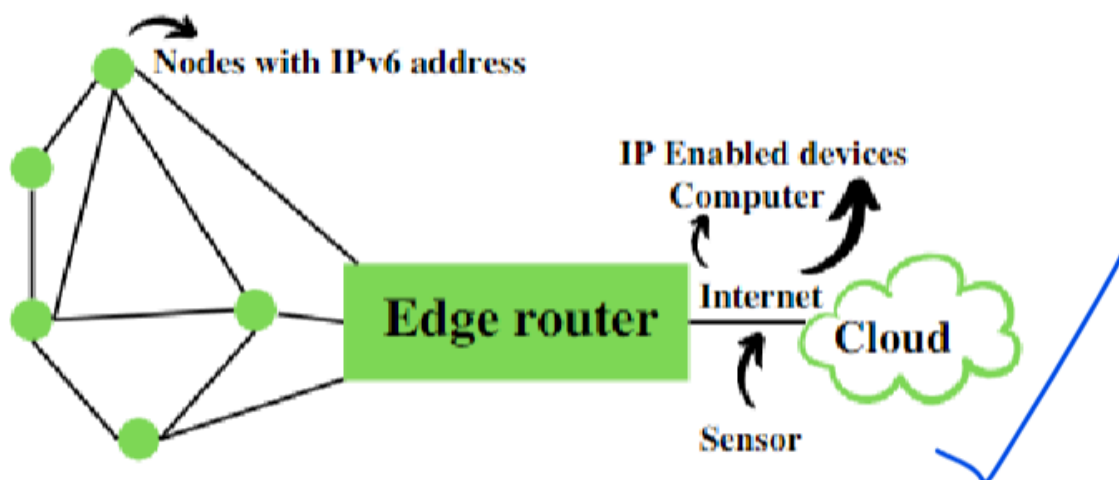 Nodes with IPv6 address
IP Enabled devices
Computer
Internet
Edge router
Cloud
Sensor